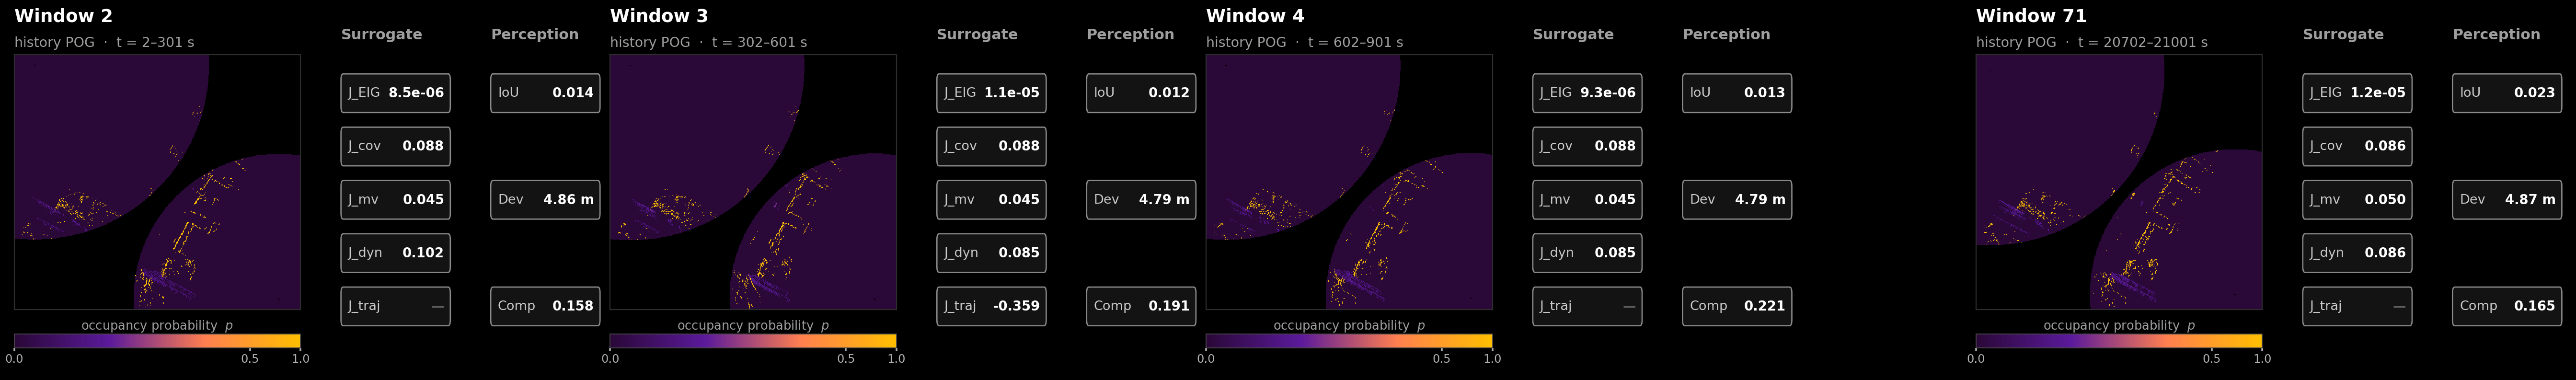 Window 2
history POG · t = 2–301 s
Surrogate
Perception
J_EIG 8.5e-06
IoU 0.014
J_cov 0.088
J_mv 0.045
Dev 4.86 m
J_dyn 0.102
J_traj —
Comp 0.158
occupancy probability p
0.0 0.5 1.0
Window 3
history POG · t = 302–601 s
Surrogate
Perception
J_EIG 1.1e-05
IoU 0.012
J_cov 0.088
J_mv 0.045
Dev 4.79 m
J_dyn 0.085
J_traj -0.359
Comp 0.191
occupancy probability p
0.0 0.5 1.0
Window 4
history POG · t = 602–901 s
Surrogate
Perception
J_EIG 9.3e-06
IoU 0.013
J_cov 0.088
J_mv 0.045
Dev 4.79 m
J_dyn 0.085
J_traj —
Comp 0.221
occupancy probability p
0.0 0.5 1.0
Window 71
history POG · t = 20702–21001 s
Surrogate
Perception
J_EIG 1.2e-05
IoU 0.023
J_cov 0.086
J_mv 0.050
Dev 4.87 m
J_dyn 0.086
J_traj —
Comp 0.165
occupancy probability p
0.0 0.5 1.0